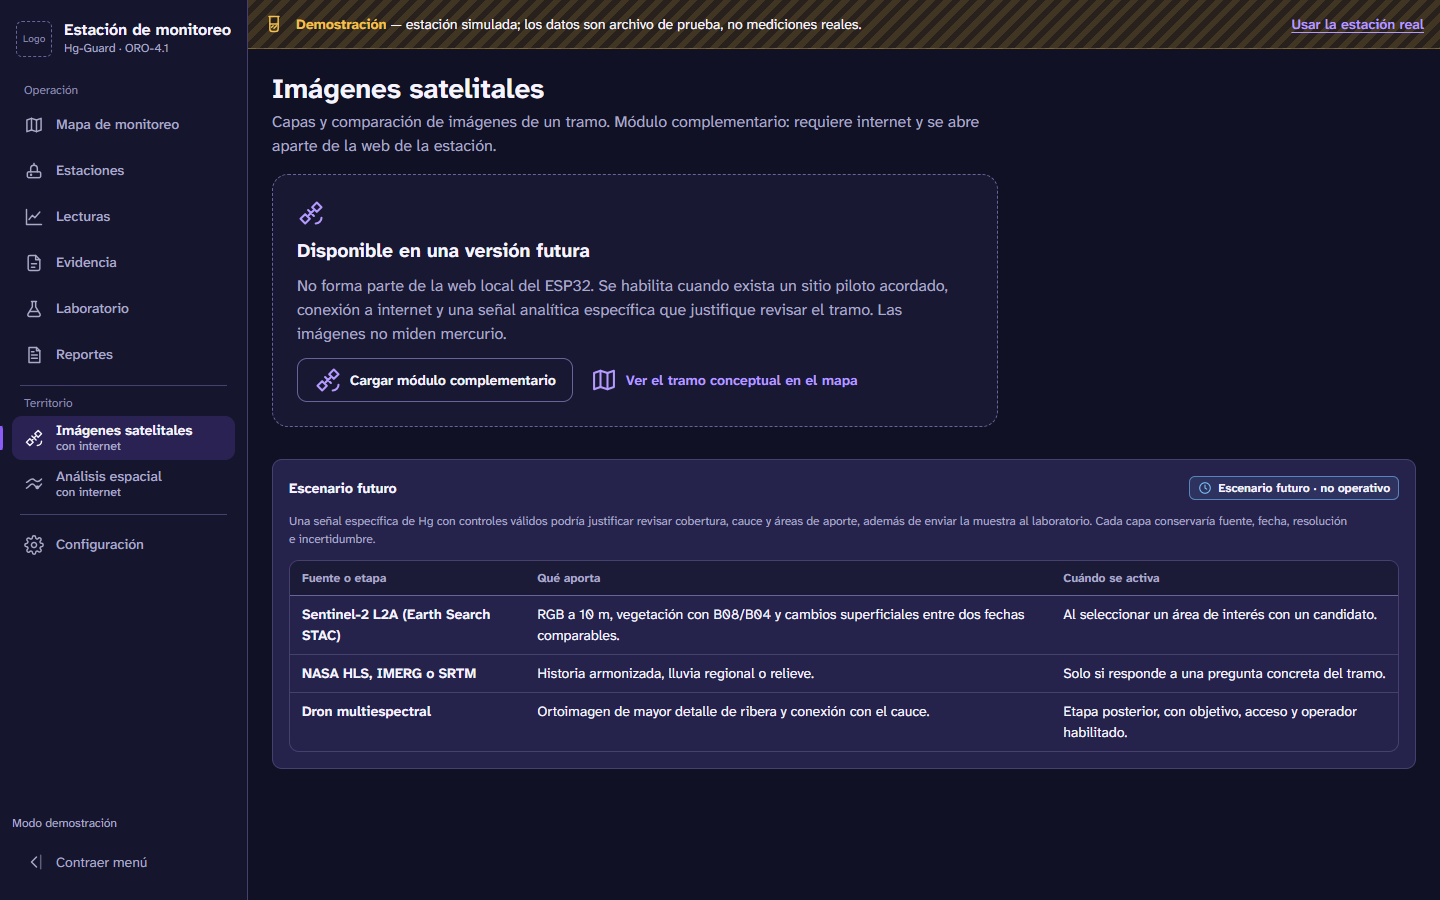 Logo
Estación de monitoreo
Hg-Guard · ORO-4.1
Operación
Mapa de monitoreo
Estaciones
Lecturas
Evidencia
Laboratorio
Reportes
Territorio
Imágenes satelitales
con internet
Análisis espacial
con internet
Configuración
Modo demostración
Contraer menú
Demostración — estación simulada; los datos son archivo de prueba, no mediciones reales.
Usar la estación real
Imágenes satelitales
Capas y comparación de imágenes de un tramo. Módulo complementario: requiere internet y se abre
aparte de la web de la estación.
Disponible en una versión futura
No forma parte de la web local del ESP32. Se habilita cuando exista un sitio piloto acordado,
conexión a internet y una señal analítica específica que justifique revisar el tramo. Las
imágenes no miden mercurio.
Cargar módulo complementario
Ver el tramo conceptual en el mapa
Escenario futuro
Escenario futuro · no operativo
Una señal específica de Hg con controles válidos podría justificar revisar cobertura, cauce y áreas de aporte, además de enviar la muestra al laboratorio. Cada capa conservaría fuente, fecha, resolución
e incertidumbre.
Fuente o etapa
Qué aporta
Cuándo se activa
Sentinel-2 L2A (Earth Search
STAC)
RGB a 10 m, vegetación con B08/B04 y cambios superficiales entre dos fechas
comparables.
Al seleccionar un área de interés con un candidato.
NASA HLS, IMERG o SRTM
Historia armonizada, lluvia regional o relieve.
Solo si responde a una pregunta concreta del tramo.
Dron multiespectral
Ortoimagen de mayor detalle de ribera y conexión con el cauce.
Etapa posterior, con objetivo, acceso y operador
habilitado.